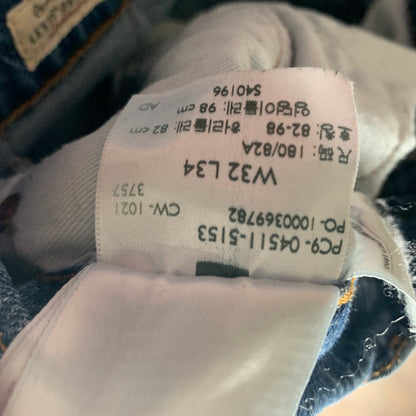 PC9- 04511-5153
PO- 1000369782
CW- 1021
3757
W32 L34
尺码: 180/82A
호칭: 82-98
허리둘레: 82 cm AD
엉덩이둘레: 98 cm
S40196